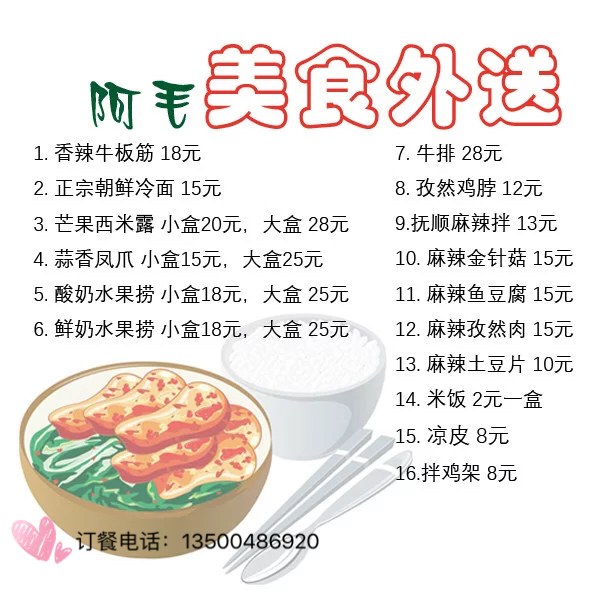 阿毛美食外送
1. 香辣牛板筋 18元
2. 正宗朝鲜冷面 15元
3. 芒果西米露 小盒20元，大盒 28元
4. 蒜香凤爪 小盒15元，大盒25元
5. 酸奶水果捞 小盒18元，大盒 25元
6. 鲜奶水果捞 小盒18元，大盒 25元
7. 牛排 28元
8. 孜然鸡脖 12元
9.抚顺麻辣拌 13元
10. 麻辣金针菇 15元
11. 麻辣鱼豆腐 15元
12. 麻辣孜然肉 15元
13. 麻辣土豆片 10元
14. 米饭 2元一盒
15. 凉皮 8元
16.拌鸡架 8元
订餐电话：13500486920